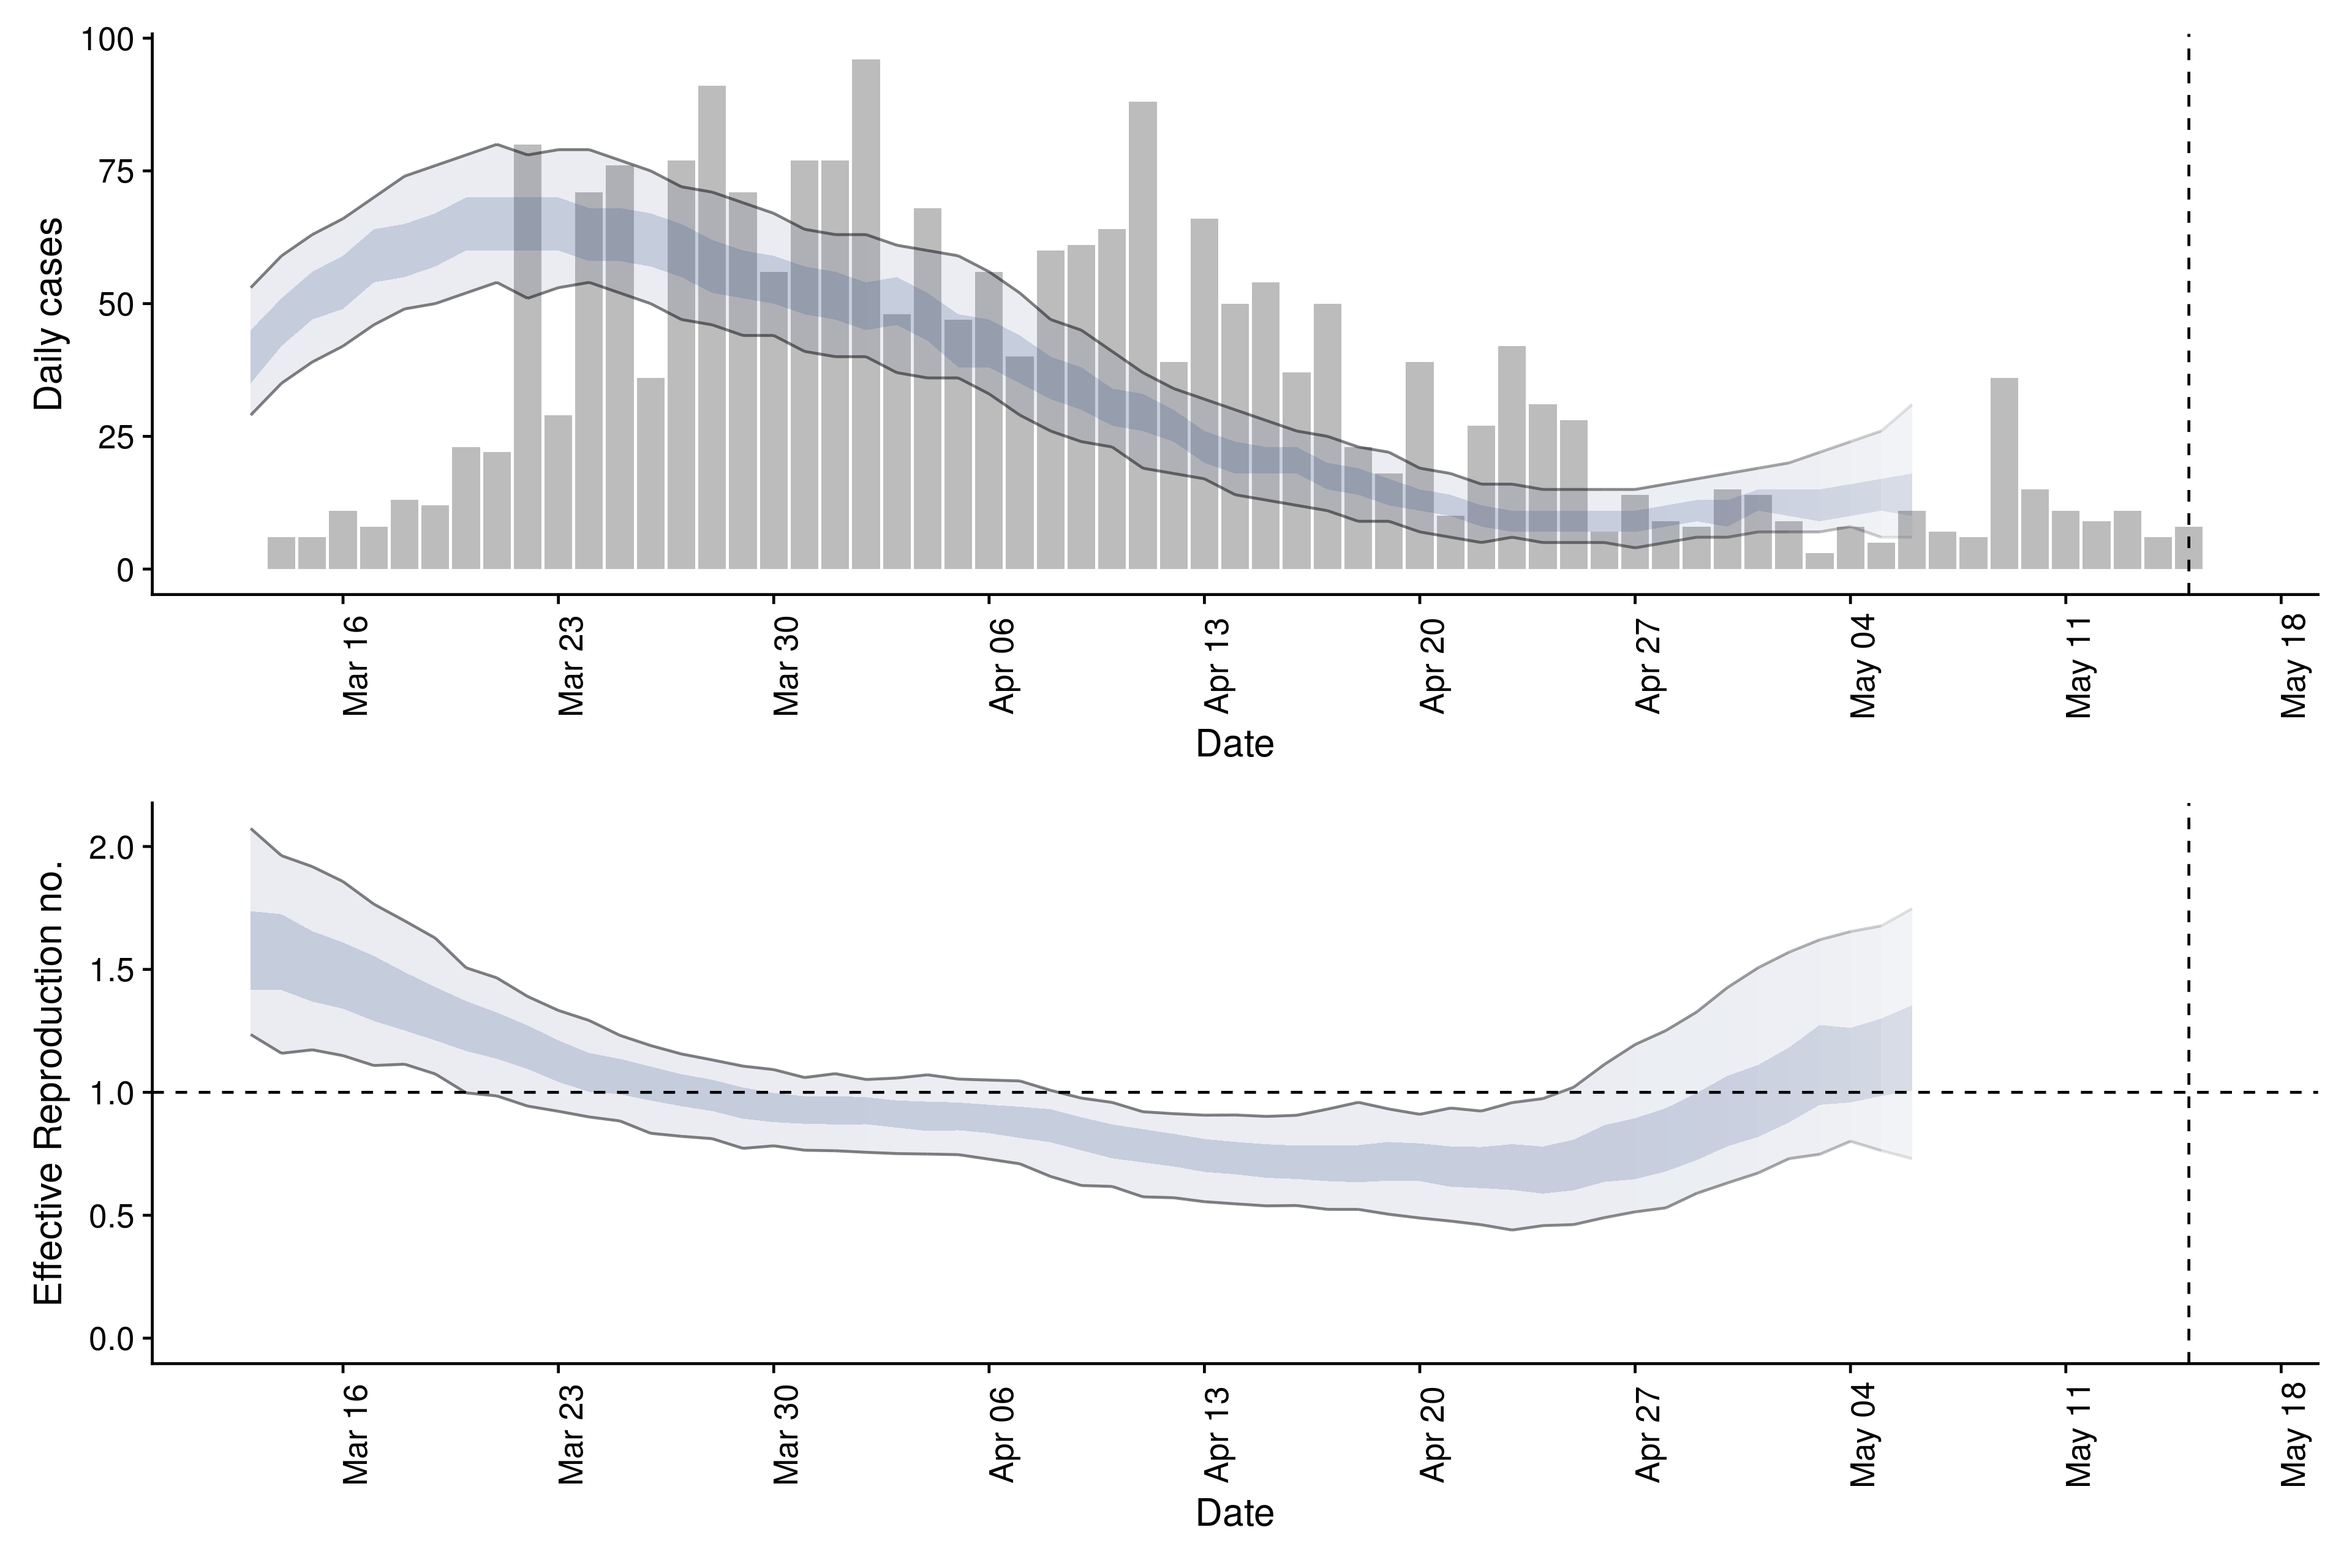 Daily cases
100
75
50
25
0
Mar 16
Mar 23
Mar 30
Apr 06
Apr 13
Apr 20
Apr 27
May 04
May 11
May 18
Date
Effective Reproduction no.
2.0
1.5
1.0
0.5
0.0
Mar 16
Mar 23
Mar 30
Apr 06
Apr 13
Apr 20
Apr 27
May 04
May 11
May 18
Date